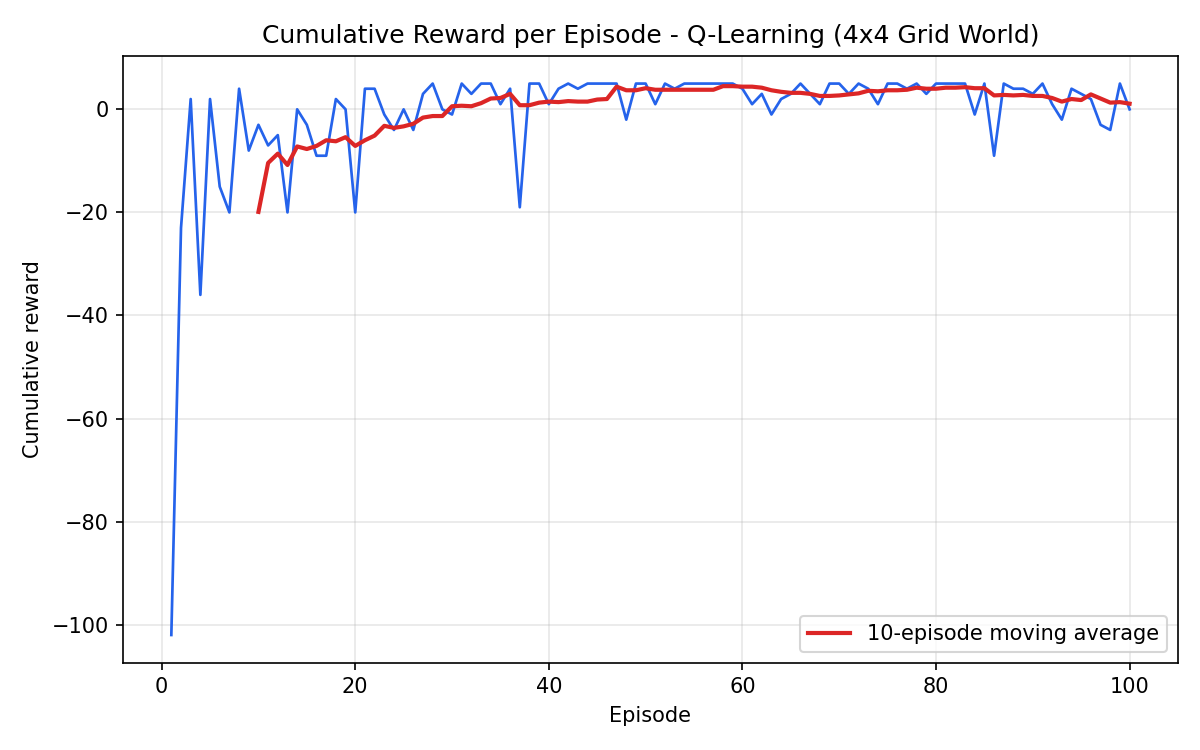 Cumulative Reward per Episode - Q-Learning (4x4 Grid World)
Cumulative reward
0
−20
−40
−60
−80
−100
10-episode moving average
0 20 40 60 80 100
Episode